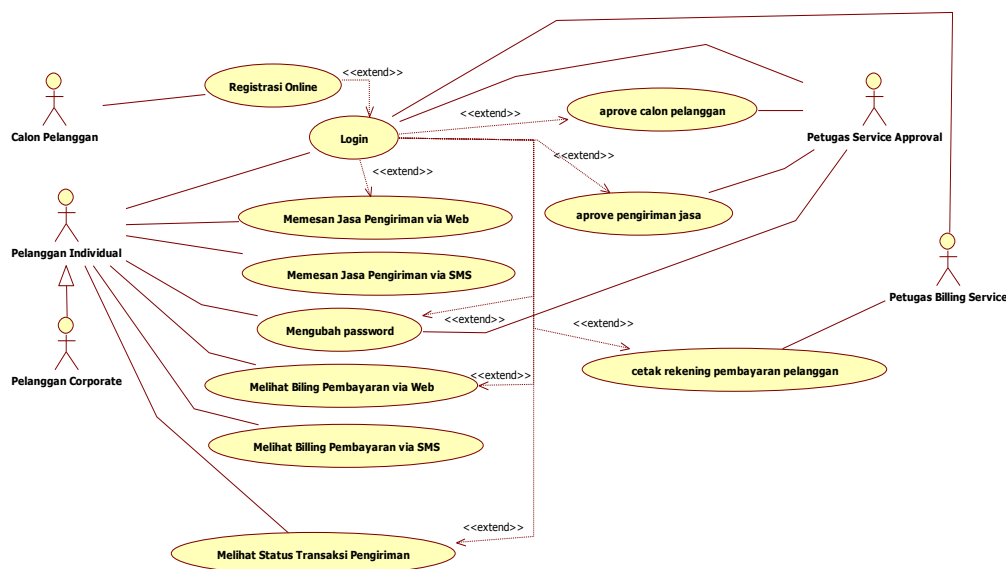 <<extend>>
Registrasi Online
<<extend>>
aprove calon pelanggan
Calon Pelanggan
Login
Petugas Service Approval
<<extend>>
<<extend>>
Memesan Jasa Pengiriman via Web
aprove pengiriman jasa
Pelanggan Individual
Memesan Jasa Pengiriman via SMS
Petugas Billing Service
<<extend>>
Mengubah password
<<extend>>
cetak rekening pembayaran pelanggan
Pelanggan Corporate
Melihat Biling Pembayaran via Web
<<extend>>
Melihat Billing Pembayaran via SMS
<<extend>>
Melihat Status Transaksi Pengiriman